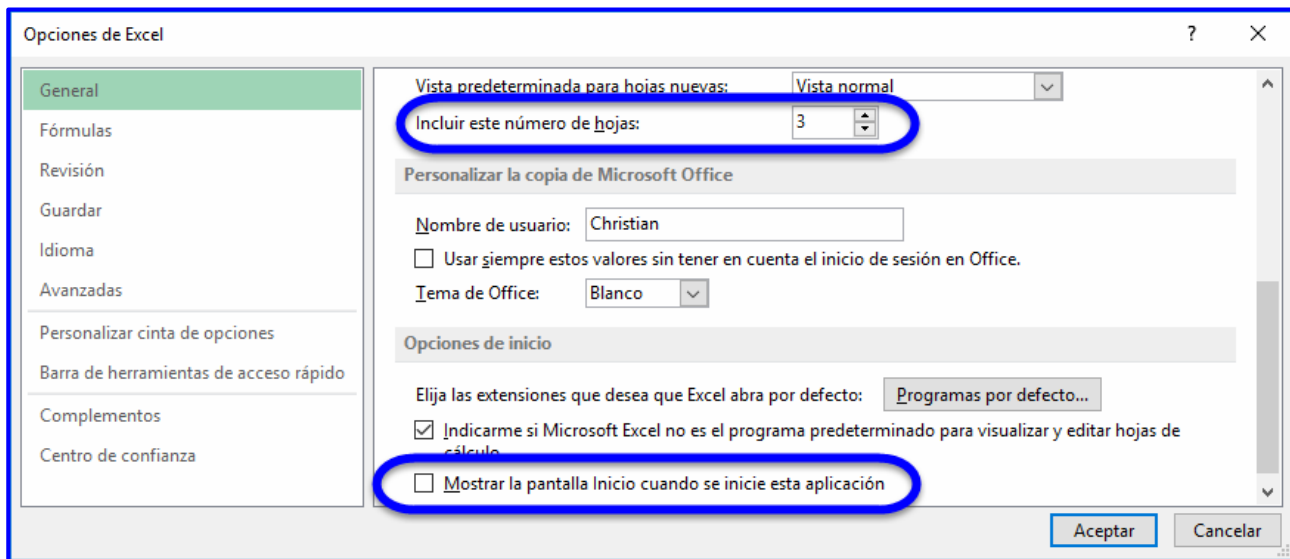 Opciones de Excel
?
General
Fórmulas
Revisión
Guardar
Idioma
Avanzadas
Personalizar cinta de opciones
Barra de herramientas de acceso rápido
Complementos
Centro de confianza
Vista predeterminada para hojas nuevas: Vista normal
Incluir este número de hojas: 3
Personalizar la copia de Microsoft Office
Nombre de usuario: Christian
Usar siempre estos valores sin tener en cuenta el inicio de sesión en Office.
Tema de Office: Blanco
Opciones de inicio
Elija las extensiones que desea que Excel abra por defecto: Programas por defecto...
Indicarme si Microsoft Excel no es el programa predeterminado para visualizar y editar hojas de
cálculo.
Mostrar la pantalla Inicio cuando se inicie esta aplicación
Aceptar Cancelar